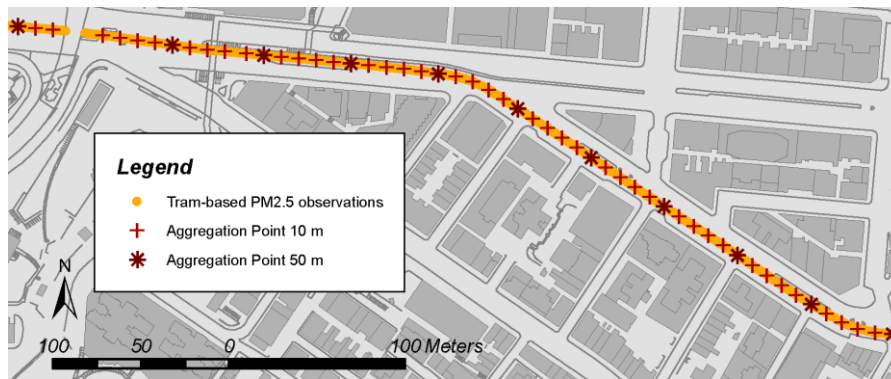 Legend
Tram-based PM2.5 observations
Aggregation Point 10 m
Aggregation Point 50 m
N
100 50 0 100 Meters